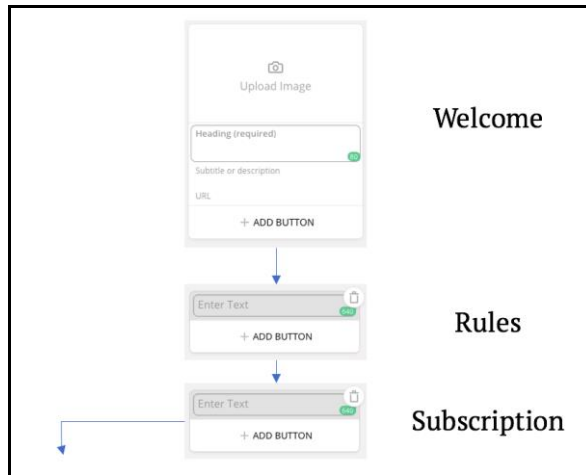 Upload Image
Welcome
Heading (required)
80
Subtitle or description
URL
+ ADD BUTTON
Enter Text
640
Rules
+ ADD BUTTON
Enter Text
640
Subscription
+ ADD BUTTON